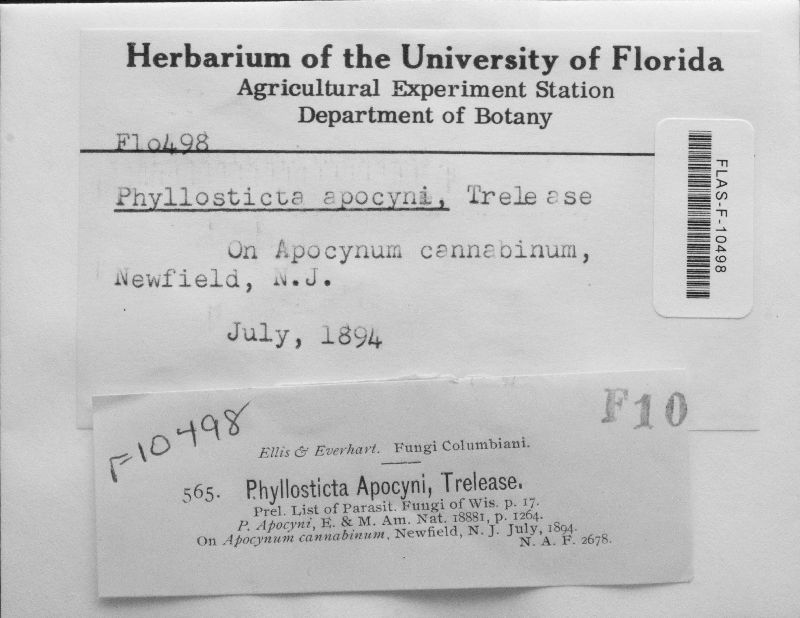 Herbarium of the University of Florida
Agricultural Experiment Station
Department of Botany
F1o498
Phyllosticta apocyni, Trelease
On Apocynum cannabinum,
Newfield, N.J.
July, 1894
FLAS-F-10498
F10
F10498
Ellis & Everhart. Fungi Columbiani.
565. Phyllosticta Apocyni, Trelease.
Prel. List of Parasit. Fungi of Wis. p. 17.
P. Apocyni, E. & M. Am. Nat. 18881, p. 1264.
On Apocynum cannabinum, Newfield, N. J. July, 1894.
N. A. F. 2678.